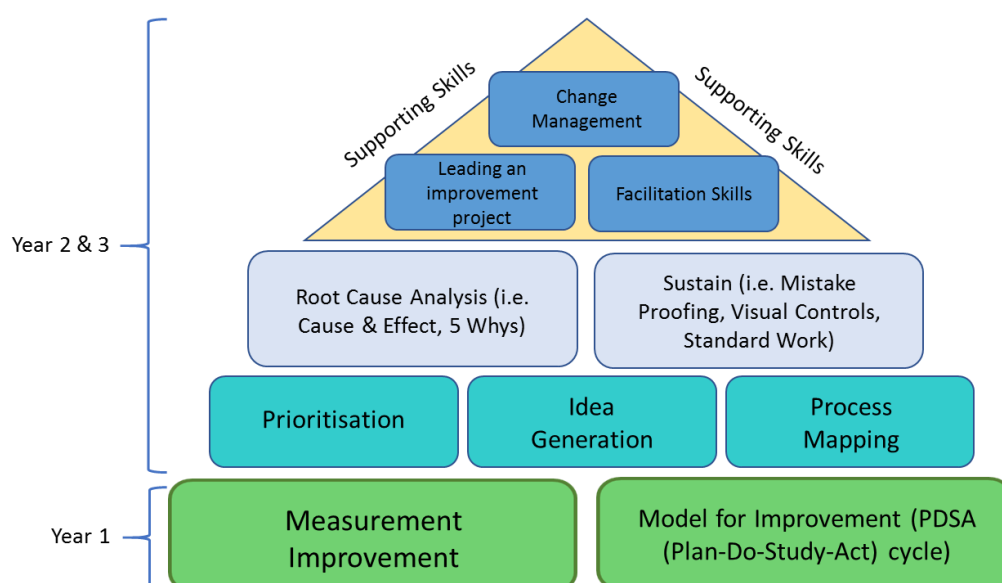 Supporting Skills
Supporting Skills
Change
Management
Leading an
improvement
project
Facilitation Skills
Year 2 & 3
Root Cause Analysis (i.e.
Cause & Effect, 5 Whys)
Sustain (i.e. Mistake
Proofing, Visual Controls,
Standard Work)
Prioritisation
Idea
Generation
Process
Mapping
Year 1
Measurement
Improvement
Model for Improvement (PDSA
(Plan-Do-Study-Act) cycle)